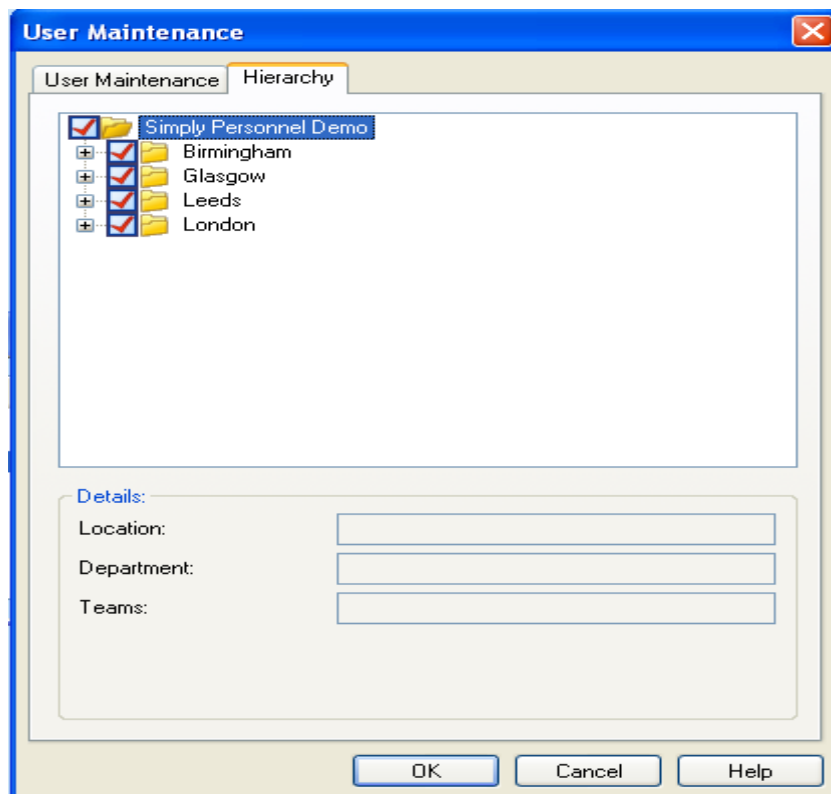 User Maintenance
User Maintenance Hierarchy
Simply Personnel Demo
Birmingham
Glasgow
Leeds
London
Details:
Location:
Department:
Teams:
OK Cancel Help